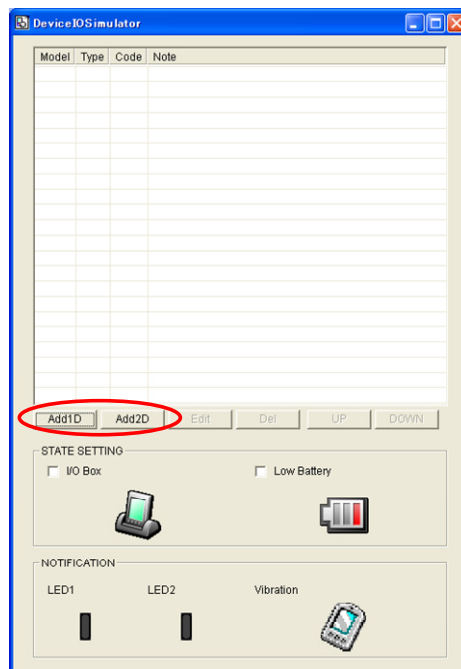 DeviceIOSimulator
Model Type Code Note
Add1D Add2D Edit Del UP DOWN
STATE SETTING
I/O Box Low Battery
NOTIFICATION
LED1 LED2 Vibration